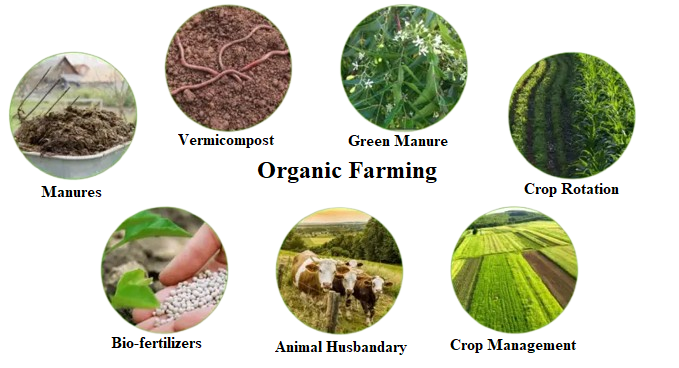 Vermicompost
Green Manure
Organic Farming
Manures
Crop Rotation
Bio-fertilizers
Animal Husbandary
Crop Management